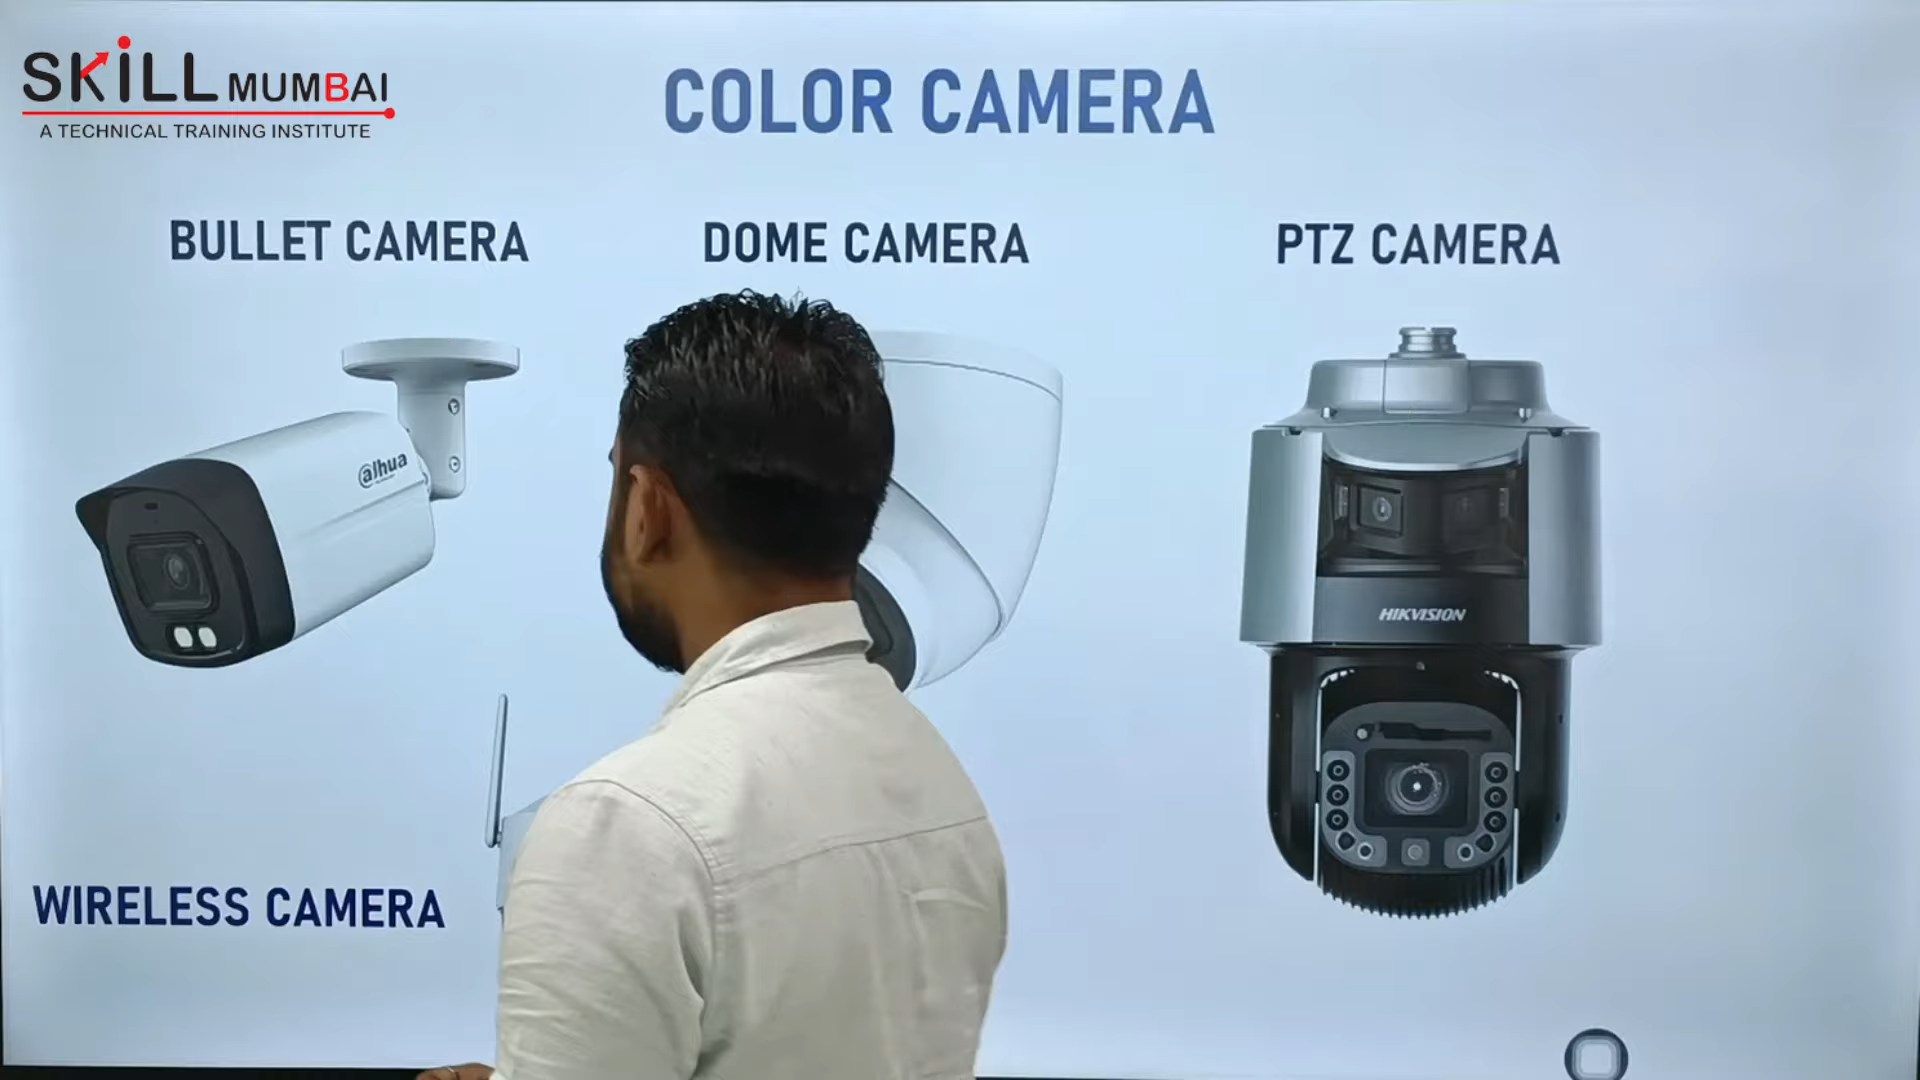 SKILL MUMBAI
A TECHNICAL TRAINING INSTITUTE
COLOR CAMERA
BULLET CAMERA
DOME CAMERA
PTZ CAMERA
alhua
HIKVISION
WIRELESS CAMERA